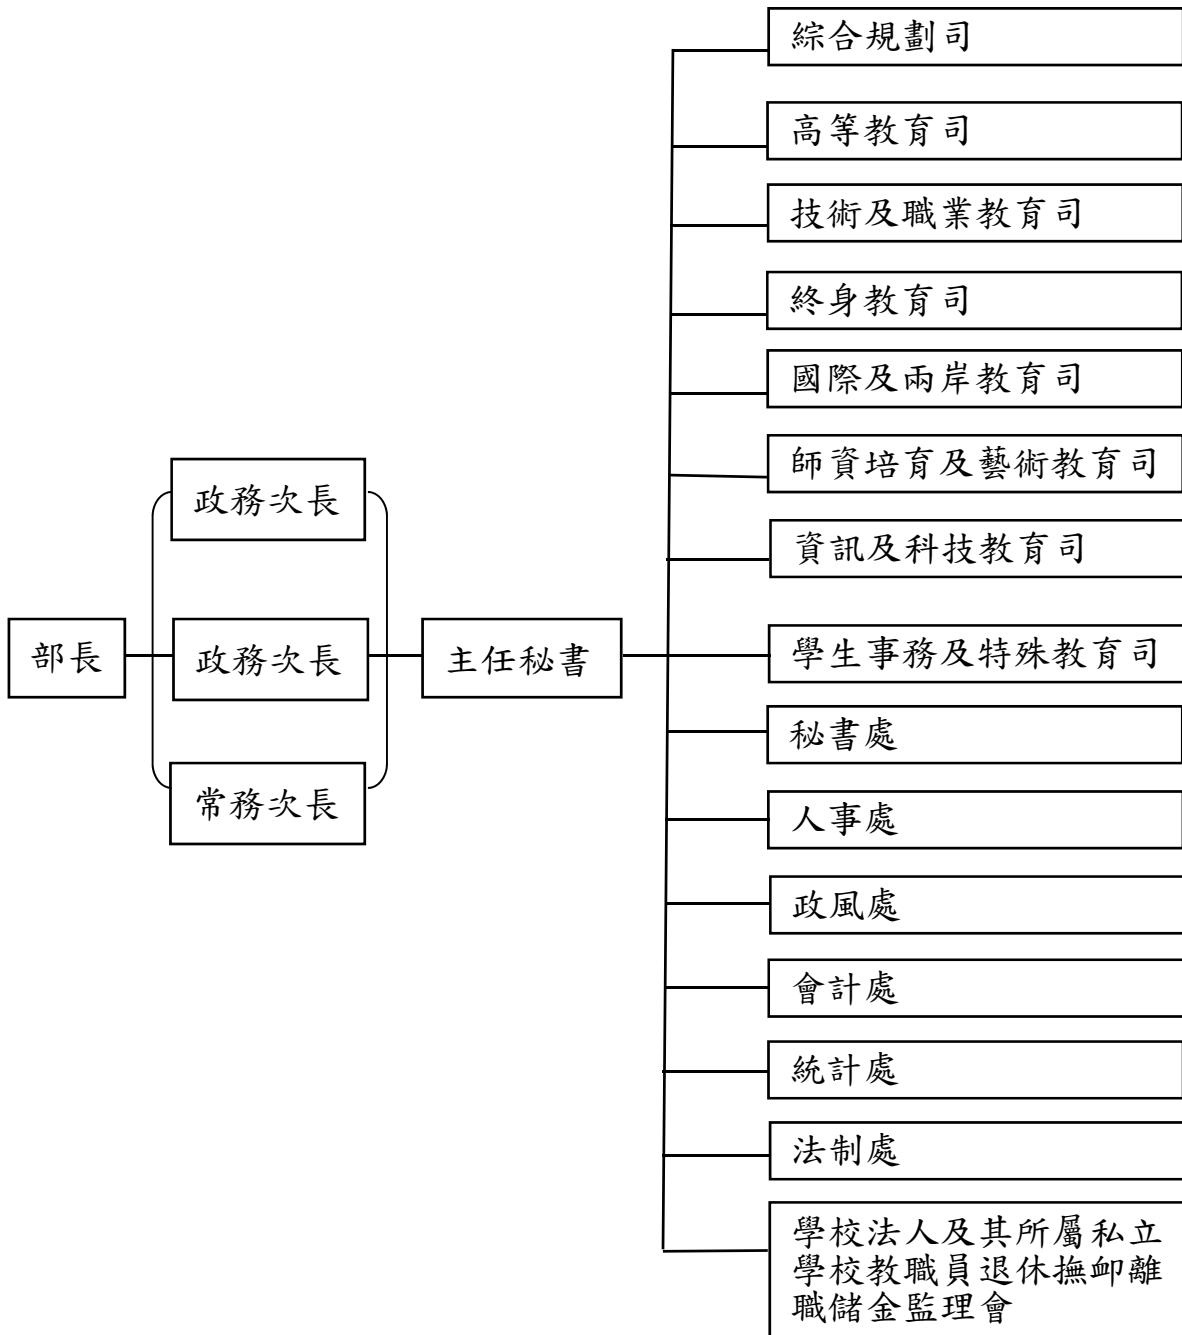 部長
政務次長
政務次長
常務次長
主任秘書
綜合規劃司
高等教育司
技術及職業教育司
終身教育司
國際及兩岸教育司
師資培育及藝術教育司
資訊及科技教育司
學生事務及特殊教育司
秘書處
人事處
政風處
會計處
統計處
法制處
學校法人及其所屬私立
學校教職員退休撫卹離
職儲金監理會